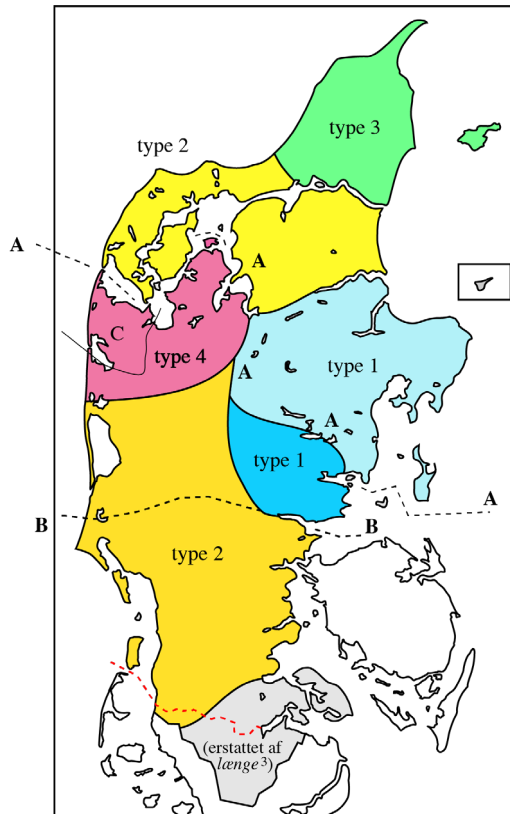 type 3
type 2
A
A
C
type 4
A
type 1
A
type 1
A
B
B
type 2
(erstattet af
længe³)